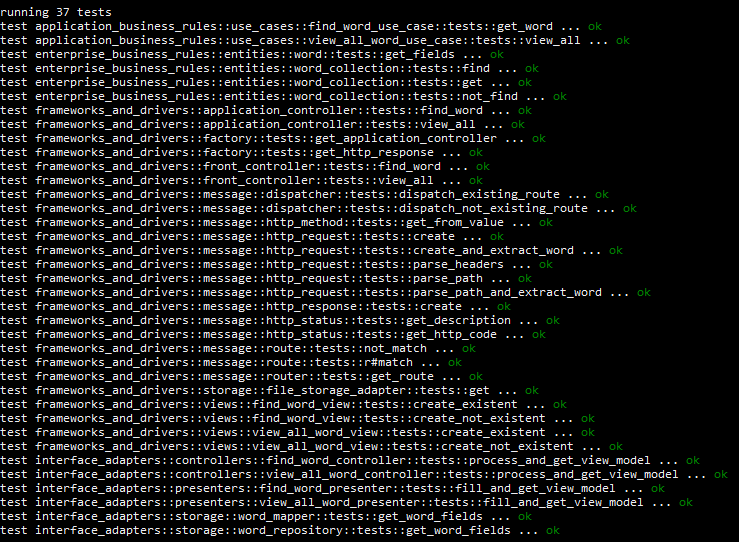 running 37 tests
test application_business_rules::use_cases::find_word_use_case::tests::get_word ... ok
test application_business_rules::use_cases::view_all_word_use_case::tests::view_all ... ok
test enterprise_business_rules::entities::word::tests::get_fields ... ok
test enterprise_business_rules::entities::word_collection::tests::find ... ok
test enterprise_business_rules::entities::word_collection::tests::get ... ok
test enterprise_business_rules::entities::word_collection::tests::not_find ... ok
test frameworks_and_drivers::application_controller::tests::find_word ... ok
test frameworks_and_drivers::application_controller::tests::view_all ... ok
test frameworks_and_drivers::factory::tests::get_application_controller ... ok
test frameworks_and_drivers::factory::tests::get_http_response ... ok
test frameworks_and_drivers::front_controller::tests::find_word ... ok
test frameworks_and_drivers::front_controller::tests::view_all ... ok
test frameworks_and_drivers::message::dispatcher::tests::dispatch_existing_route ... ok
test frameworks_and_drivers::message::dispatcher::tests::dispatch_not_existing_route ... ok
test frameworks_and_drivers::message::http_method::tests::get_from_value ... ok
test frameworks_and_drivers::message::http_request::tests::create ... ok
test frameworks_and_drivers::message::http_request::tests::create_and_extract_word ... ok
test frameworks_and_drivers::message::http_request::tests::parse_headers ... ok
test frameworks_and_drivers::message::http_request::tests::parse_path ... ok
test frameworks_and_drivers::message::http_request::tests::parse_path_and_extract_word ... ok
test frameworks_and_drivers::message::http_response::tests::create ... ok
test frameworks_and_drivers::message::http_status::tests::get_description ... ok
test frameworks_and_drivers::message::http_status::tests::get_http_code ... ok
test frameworks_and_drivers::message::route::tests::not_match ... ok
test frameworks_and_drivers::message::route::tests::r#match ... ok
test frameworks_and_drivers::message::router::tests::get_route ... ok
test frameworks_and_drivers::storage::file_storage_adapter::tests::get ... ok
test frameworks_and_drivers::views::find_word_view::tests::create_existent ... ok
test frameworks_and_drivers::views::find_word_view::tests::create_not_existent ... ok
test frameworks_and_drivers::views::view_all_word_view::tests::create_existent ... ok
test frameworks_and_drivers::views::view_all_word_view::tests::create_not_existent ... ok
test interface_adapters::controllers::find_word_controller::tests::process_and_get_view_model ... ok
test interface_adapters::controllers::view_all_word_controller::tests::process_and_get_view_model ... ok
test interface_adapters::presenters::find_word_presenter::tests::fill_and_get_view_model ... ok
test interface_adapters::presenters::view_all_word_presenter::tests::fill_and_get_view_model ... ok
test interface_adapters::storage::word_mapper::tests::get_word_fields ... ok
test interface_adapters::storage::word_repository::tests::get_word_fields ... ok